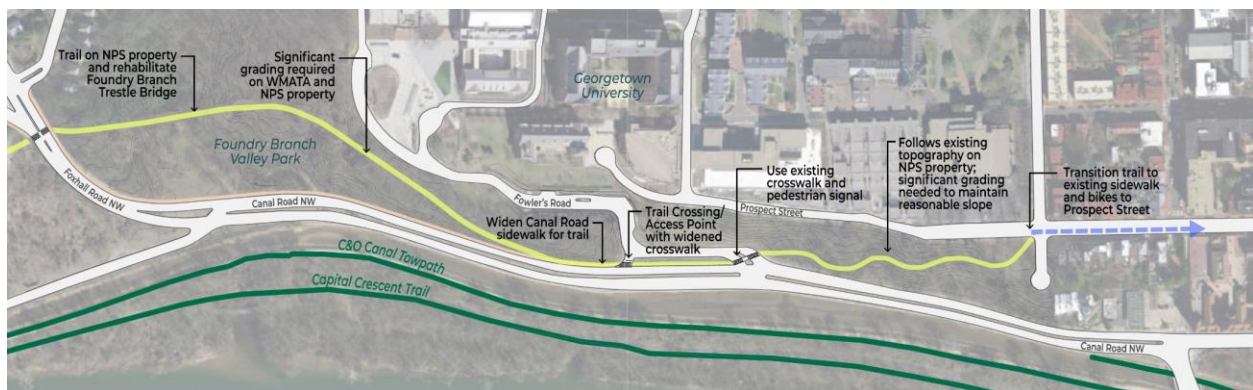 Trail on NPS property
and rehabilitate
Foundry Branch
Trestle Bridge
Significant
grading required
on WMATA and
NPS property
Georgetown
University
Foundry Branch
Valley Park
Follows existing
topography on
NPS property;
significant grading
needed to maintain
reasonable slope
Transition trail to
existing sidewalk
and bikes to
Prospect Street
Use existing
crosswalk and
pedestrian signal
Foxhall Road NW
Canal Road NW
Fowler's Road
Prospect Street
Widen Canal Road
sidewalk for trail
Trail Crossing/
Access Point
with widened
crosswalk
C&O Canal Towpath
Capital Crescent Trail
Canal Road NW